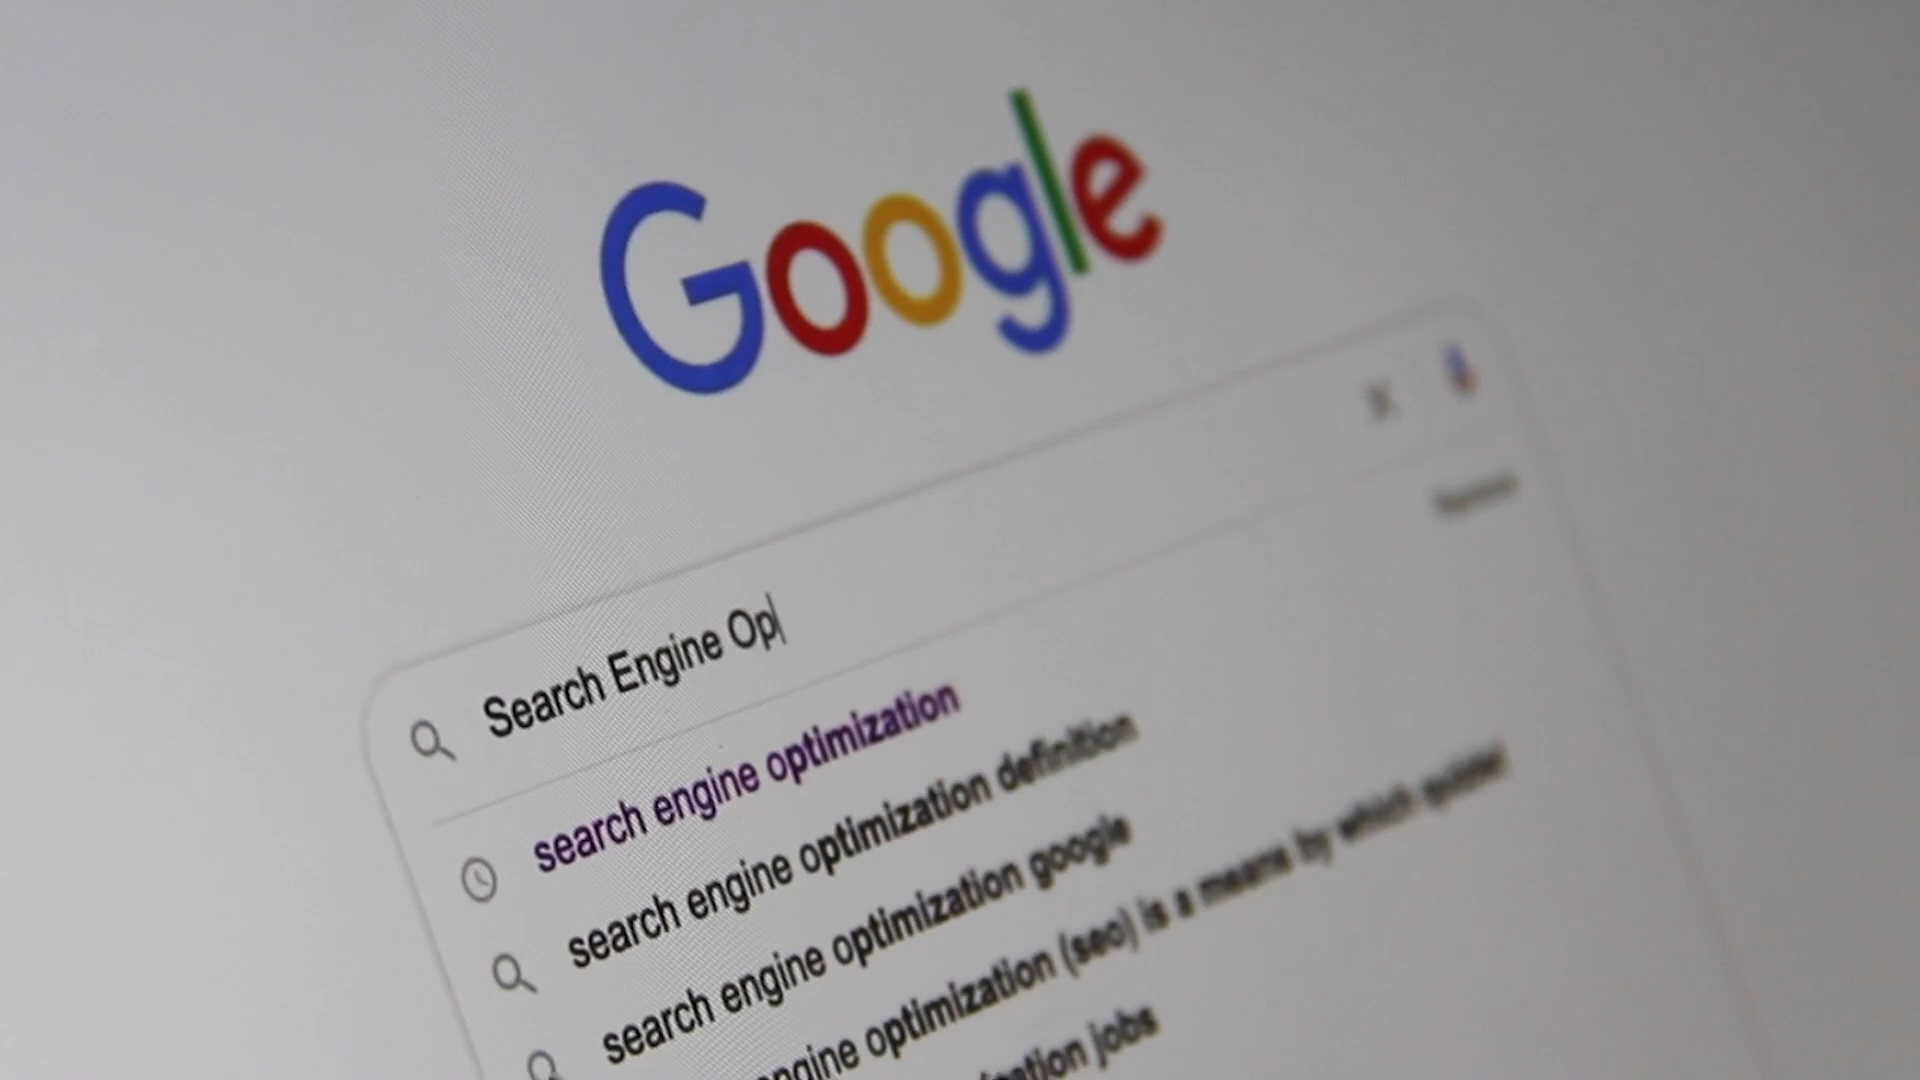 Google
Search Engine Op
search engine optimization
search engine optimization definition
search engine optimization google
engine optimization (seo) is a means by which
jobs